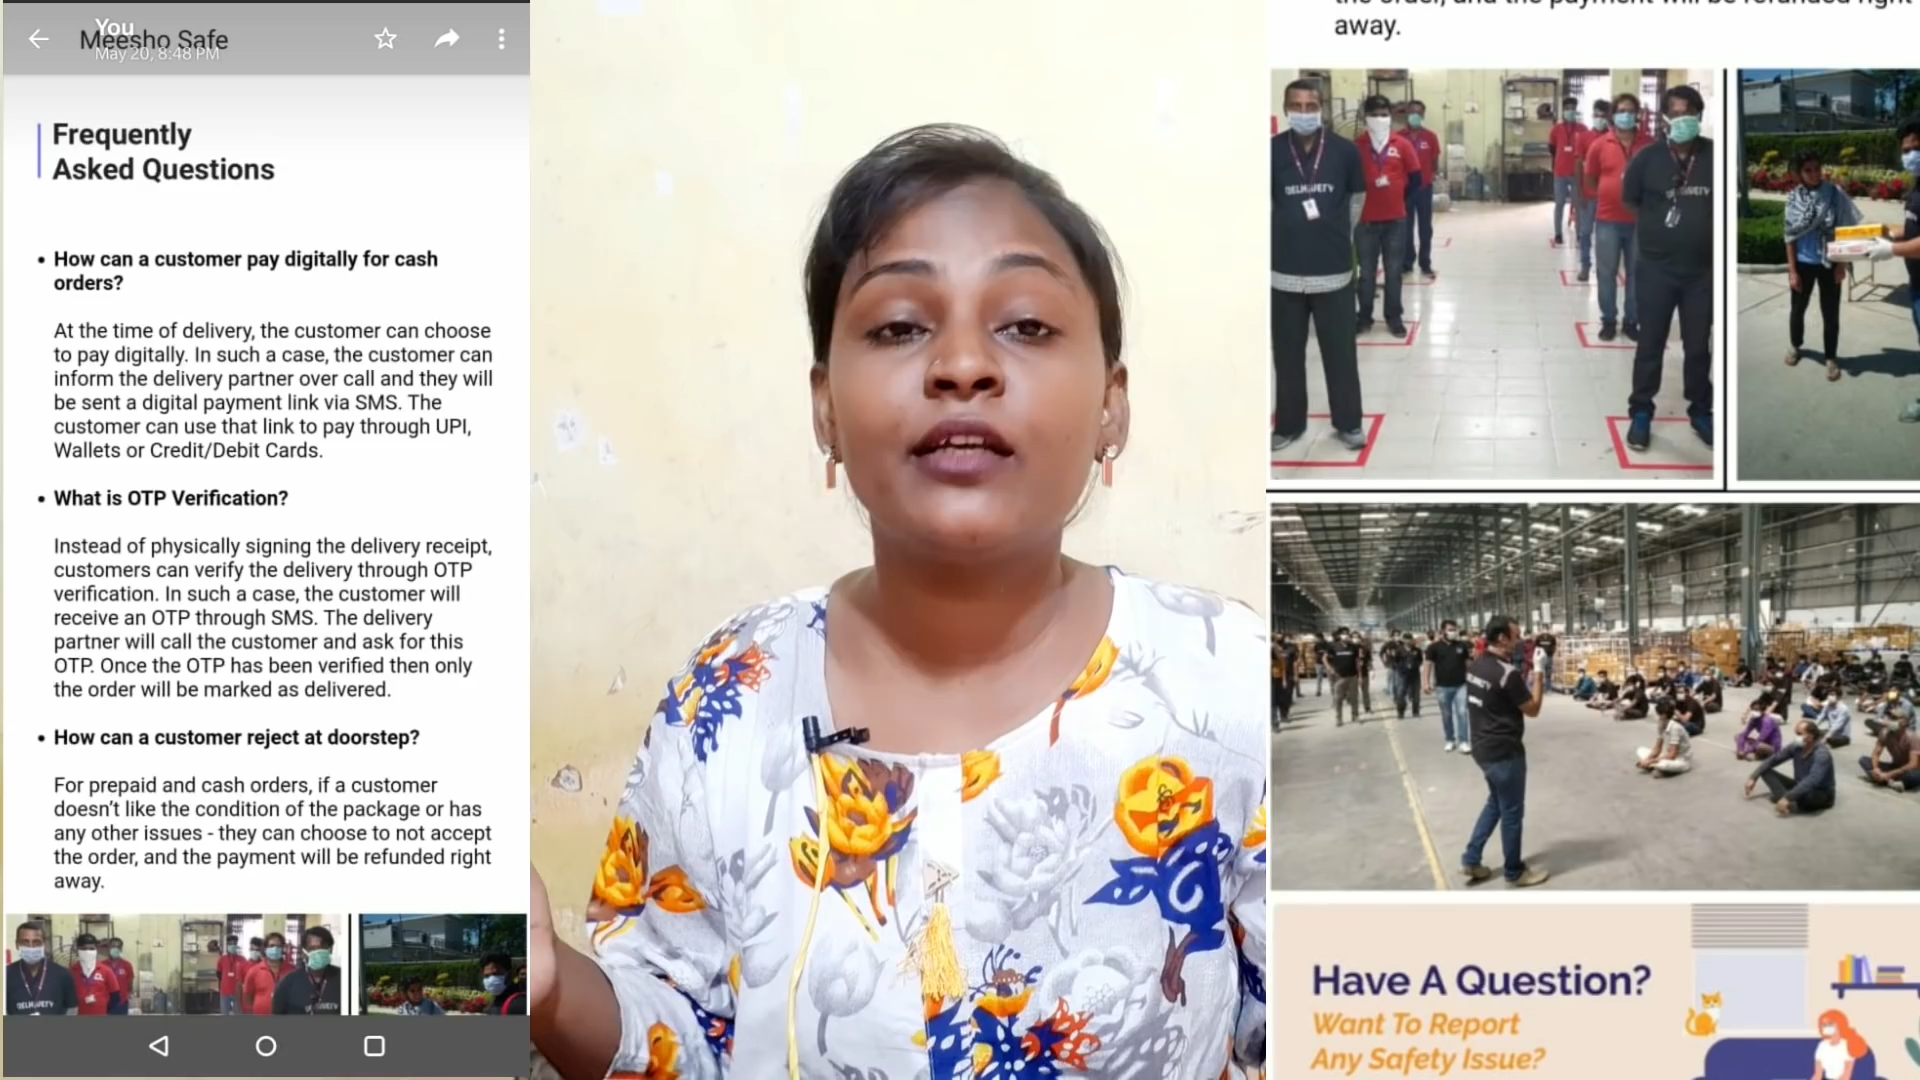 You
Meesho Safe
May 20, 8:48 PM
Frequently
Asked Questions
• How can a customer pay digitally for cash
orders?
At the time of delivery, the customer can choose
to pay digitally. In such a case, the customer can
inform the delivery partner over call and they will
be sent a digital payment link via SMS. The
customer can use that link to pay through UPI,
Wallets or Credit/Debit Cards.
• What is OTP Verification?
Instead of physically signing the delivery receipt,
customers can verify the delivery through OTP
verification. In such a case, the customer will
receive an OTP through SMS. The delivery
partner will call the customer and ask for this
OTP. Once the OTP has been verified then only
the order will be marked as delivered.
• How can a customer reject at doorstep?
For prepaid and cash orders, if a customer
doesn’t like the condition of the package or has
any other issues - they can choose to not accept
the order, and the payment will be refunded right
away.
the order, and the payment will be refunded right
away.
Have A Question?
Want To Report
Any Safety Issue?